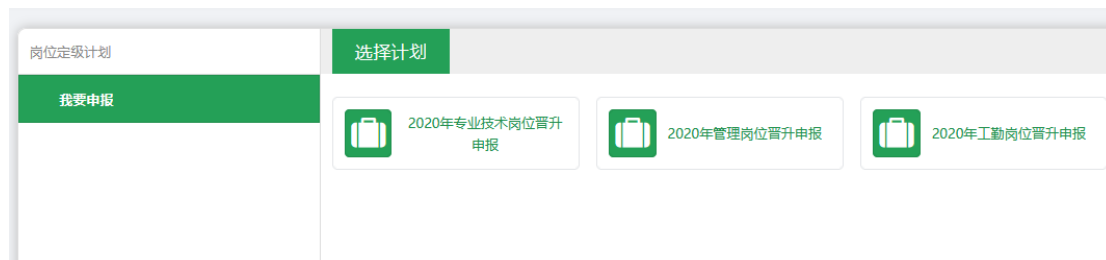 岗位定级计划
选择计划
我要申报
2020年专业技术岗位晋升
申报
2020年管理岗位晋升申报
2020年工勤岗位晋升申报